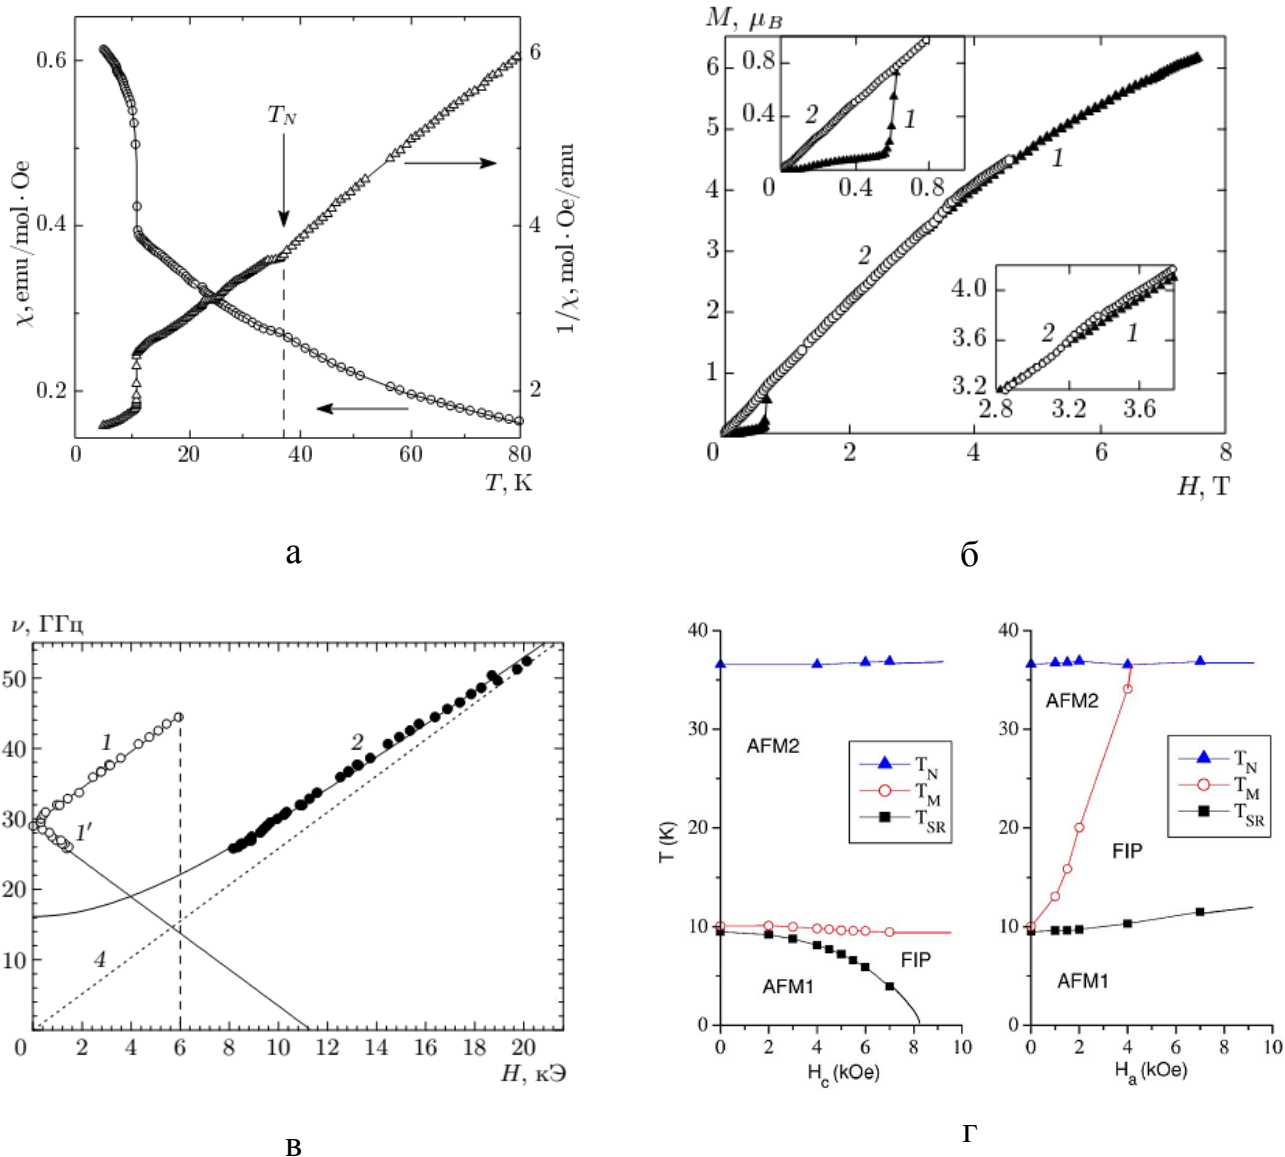 χ, emu/mol · Oe
0.6
0.4
0.2
T_N
6
4
2
1/χ, mol · Oe/emu
0 20 40 60 80
T, K
а
M, μ_B
6
5
4
3
2
1
0 2 4 6 8
H, T
0.8
0.4
0 0.4 0.8
2
1
1
2
4.0
3.6
3.2
2.8 3.2 3.6
2
1
б
ν, ГГц
50
40
30
20
10
0 2 4 6 8 10 12 14 16 18 20
H, кЭ
1
1′
2
4
в
T (K)
40
30
20
10
0
0 2 4 6 8 10
H_c (kOe)
AFM2
T_N
T_M
T_SR
FIP
AFM1
40
30
20
10
0
0 2 4 6 8 10
H_a (kOe)
AFM2
T_N
T_M
T_SR
FIP
AFM1
г